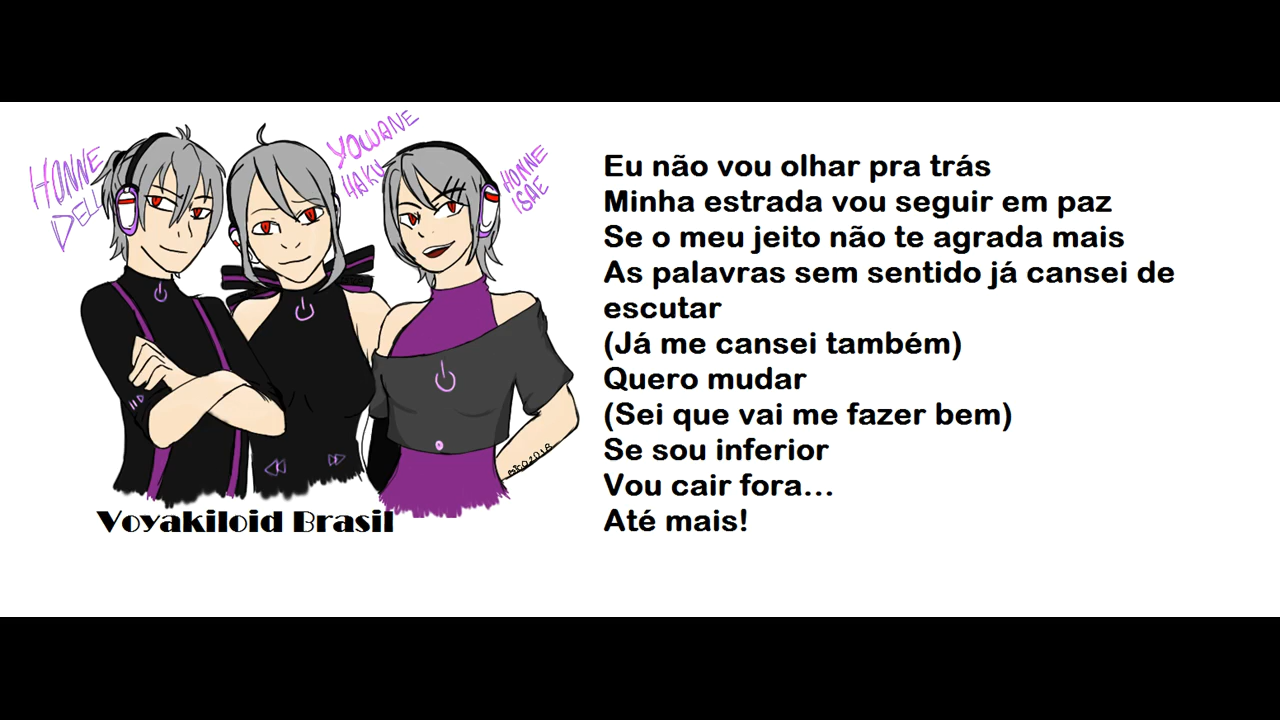 HONNE
DELL
YOWANE
HAKU
HONNE
ISAE
Voyakiloid Brasil
Eu não vou olhar pra trás
Minha estrada vou seguir em paz
Se o meu jeito não te agrada mais
As palavras sem sentido já cansei de
escutar
(Já me cansei também)
Quero mudar
(Sei que vai me fazer bem)
Se sou inferior
Vou cair fora...
Até mais!